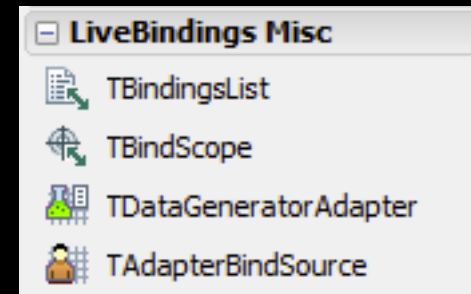 LiveBindings Misc
TBindingsList
TBindScope
TDataGeneratorAdapter
TAdapterBindSource